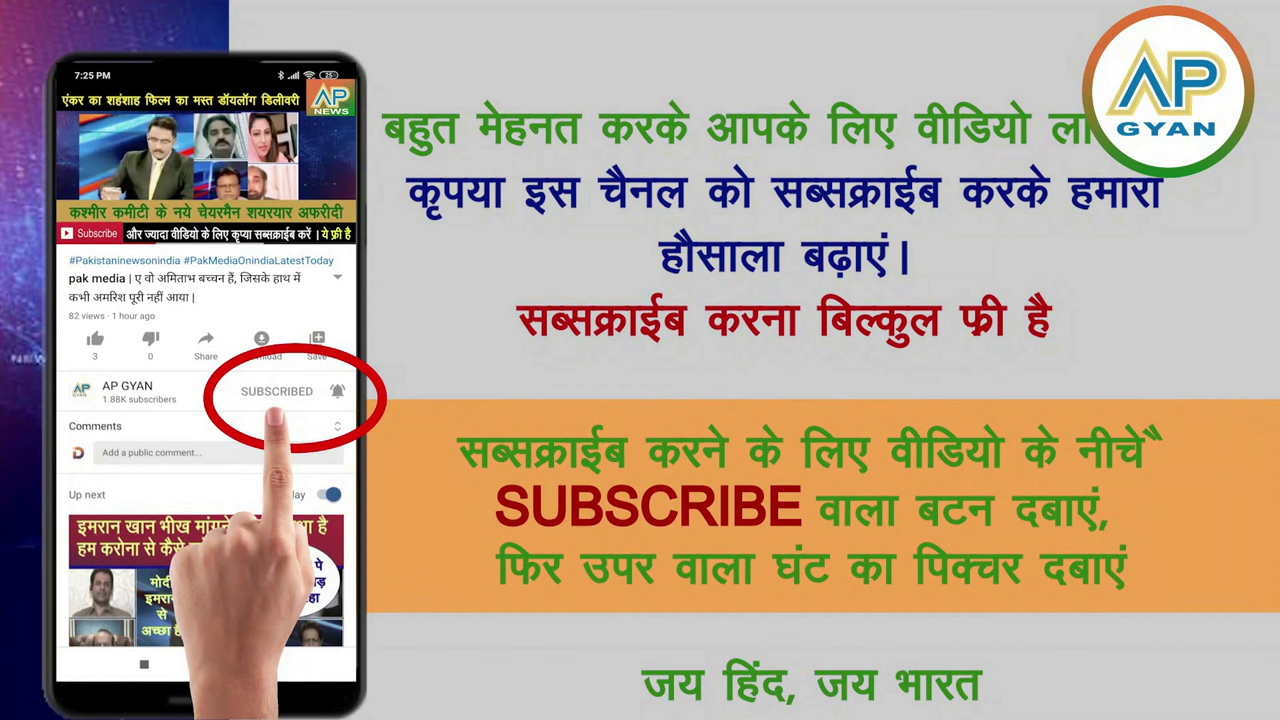 7:25 PM
25
एंकर का शहंशाह फिल्म का मस्त डॉयलॉग डिलीवरी
AP
NEWS
कश्मीर कमीटी के नये चेयरमैन शयरयार अफरीदी
Subscribe और ज्यादा वीडियो के लिए कृप्या सब्सक्राईब करें । ये फ्री है
#Pakistaninewsonindia #PakMediaOnindiaLatestToday
pak media | ए वो अमिताभ बच्चन हैं, जिसके हाथ में
कभी अमरिश पूरी नहीं आया |
82 views · 1 hour ago
3 0 Share Save
AP GYAN
1.88K subscribers
SUBSCRIBED
Comments
Add a public comment...
Up next
इमरान खान भीख
हम करोना से
मोदी
से
अच्छा
AP
GYAN
बहुत मेहनत करके आपके लिए वीडियो
कृपया इस चैनल को सब्सक्राईब करके हमारा
हौसाला बढ़ाएं।
सब्सक्राईब करना बिल्कुल फ्री है
सब्सक्राईब करने के लिए वीडियो के नीचे
SUBSCRIBE वाला बटन दबाएं,
फिर उपर वाला घंट का पिक्चर दबाएं
जय हिंद, जय भारत